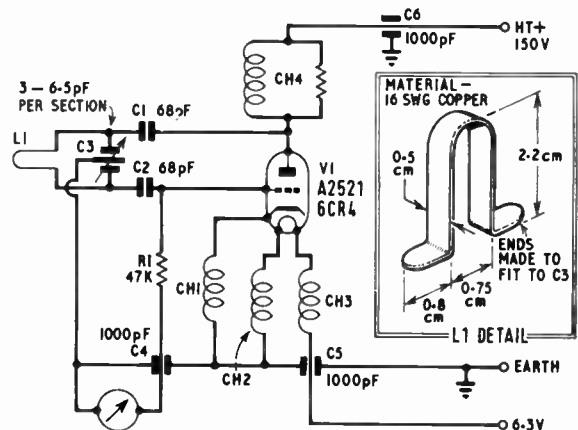 C6
1000pF
HT+
150V
CH4
3–6·5pF
PER SECTION
C1 68pF
L1
C3
C2 68pF
V1
A2521
6CR4
R1
47K
CH1
CH3
1000pF
C4
CH2
C5
1000pF
EARTH
6·3V
MATERIAL–
16 SWG COPPER
0·5
cm
2·2cm
ENDS
MADE TO
FIT TO C3
0·8
cm
0·75
cm
L1 DETAIL